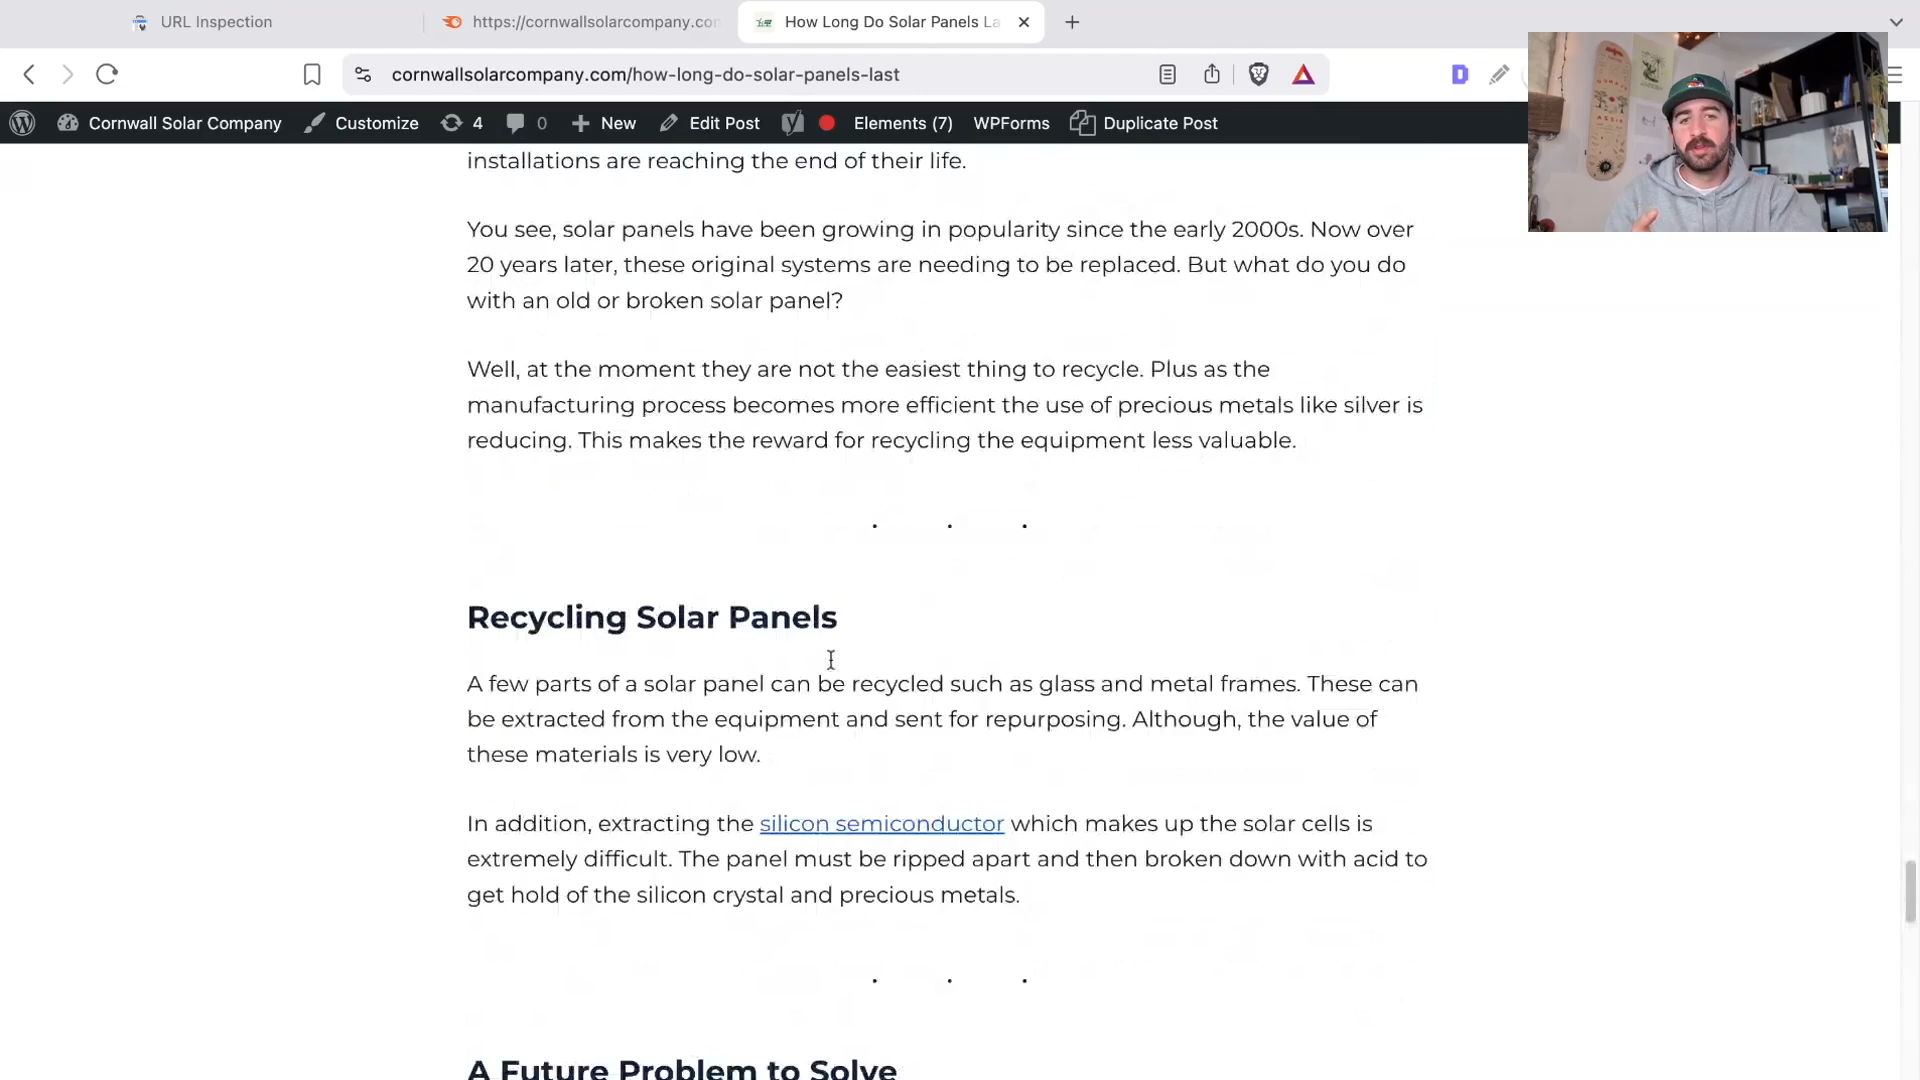 URL Inspection
https://cornwallsolarcompany.co
How Long Do Solar Panels La
cornwallsolarcompany.com/how-long-do-solar-panels-last
Cornwall Solar Company Customize 4 0 New Edit Post Elements (7) WPForms Duplicate Post
installations are reaching the end of their life.
You see, solar panels have been growing in popularity since the early 2000s. Now over
20 years later, these original systems are needing to be replaced. But what do you do
with an old or broken solar panel?
Well, at the moment they are not the easiest thing to recycle. Plus as the
manufacturing process becomes more efficient the use of precious metals like silver is
reducing. This makes the reward for recycling the equipment less valuable.
Recycling Solar Panels
A few parts of a solar panel can be recycled such as glass and metal frames. These can
be extracted from the equipment and sent for repurposing. Although, the value of
these materials is very low.
In addition, extracting the silicon semiconductor which makes up the solar cells is
extremely difficult. The panel must be ripped apart and then broken down with acid to
get hold of the silicon crystal and precious metals.
A Future Problem to Solve